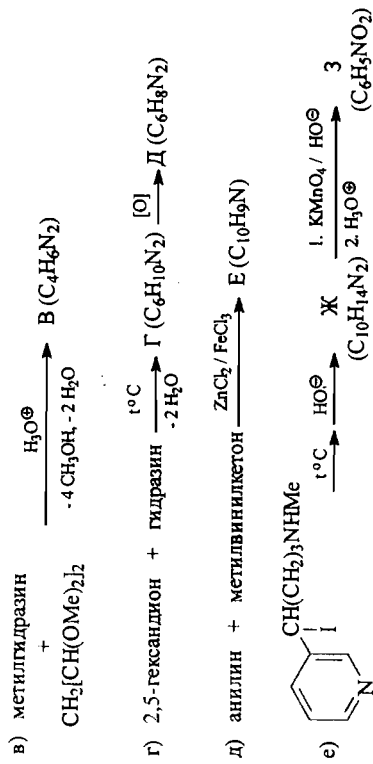 в) метилгидразин
+
CH2[CH(OMe)2]2
H3O⊕
- 4 CH3OH, - 2 H2O
В (C4H6N2)
г) 2,5-гександион + гидразин
t°C
- 2 H2O
Г (C6H10N2)
[O]
Д (C6H8N2)
д) анилин + метилвинилкетон
ZnCl2 / FeCl3
Е (C10H9N)
е)
CH(CH2)3NHMe
I
N
t°C
HO⊖
Ж
(C10H14N2)
1. KMnO4 / HO⊖
2. H3O⊕
З
(C6H5NO2)